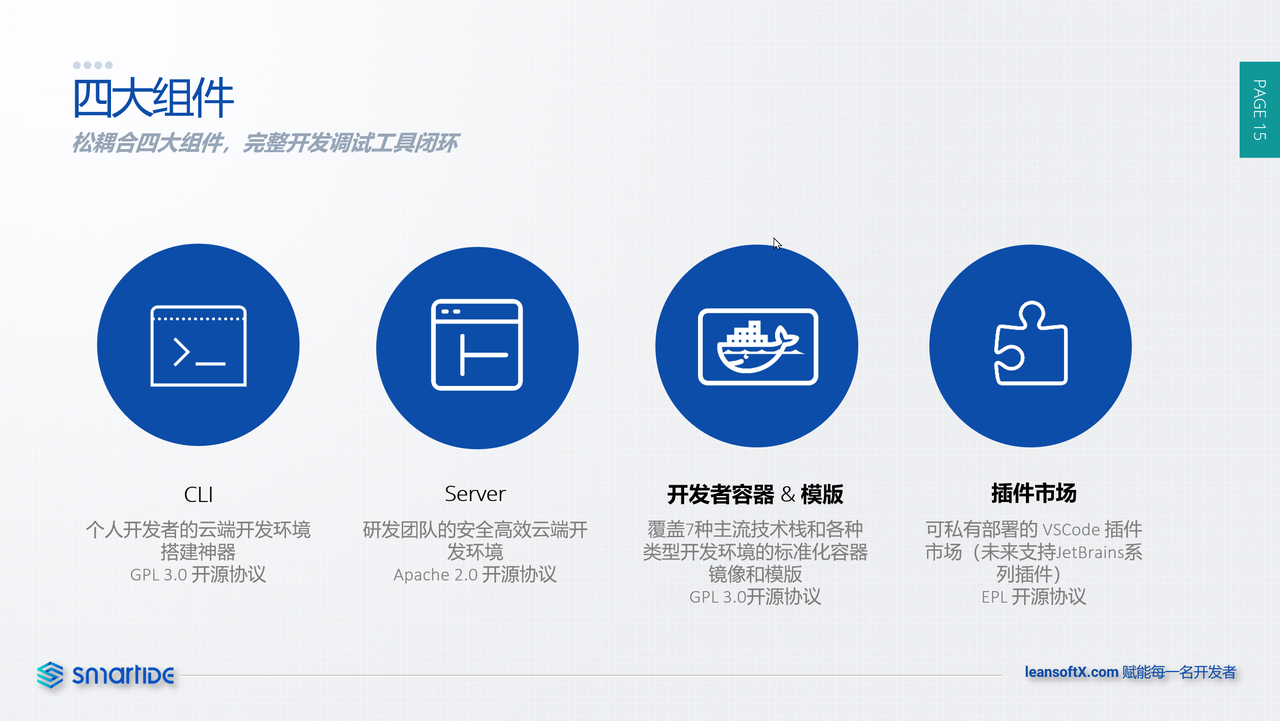 四大组件
松耦合四大组件，完整开发调试工具闭环
PAGE 15
CLI
个人开发者的云端开发环境
搭建神器
GPL 3.0 开源协议
Server
研发团队的安全高效云端开
发环境
Apache 2.0 开源协议
开发者容器 & 模版
覆盖7种主流技术栈和各种
类型开发环境的标准化容器
镜像和模版
GPL 3.0开源协议
插件市场
可私有部署的 VSCode 插件
市场（未来支持JetBrains系
列插件）
EPL 开源协议
smartIDE
leansoftX.com 赋能每一名开发者